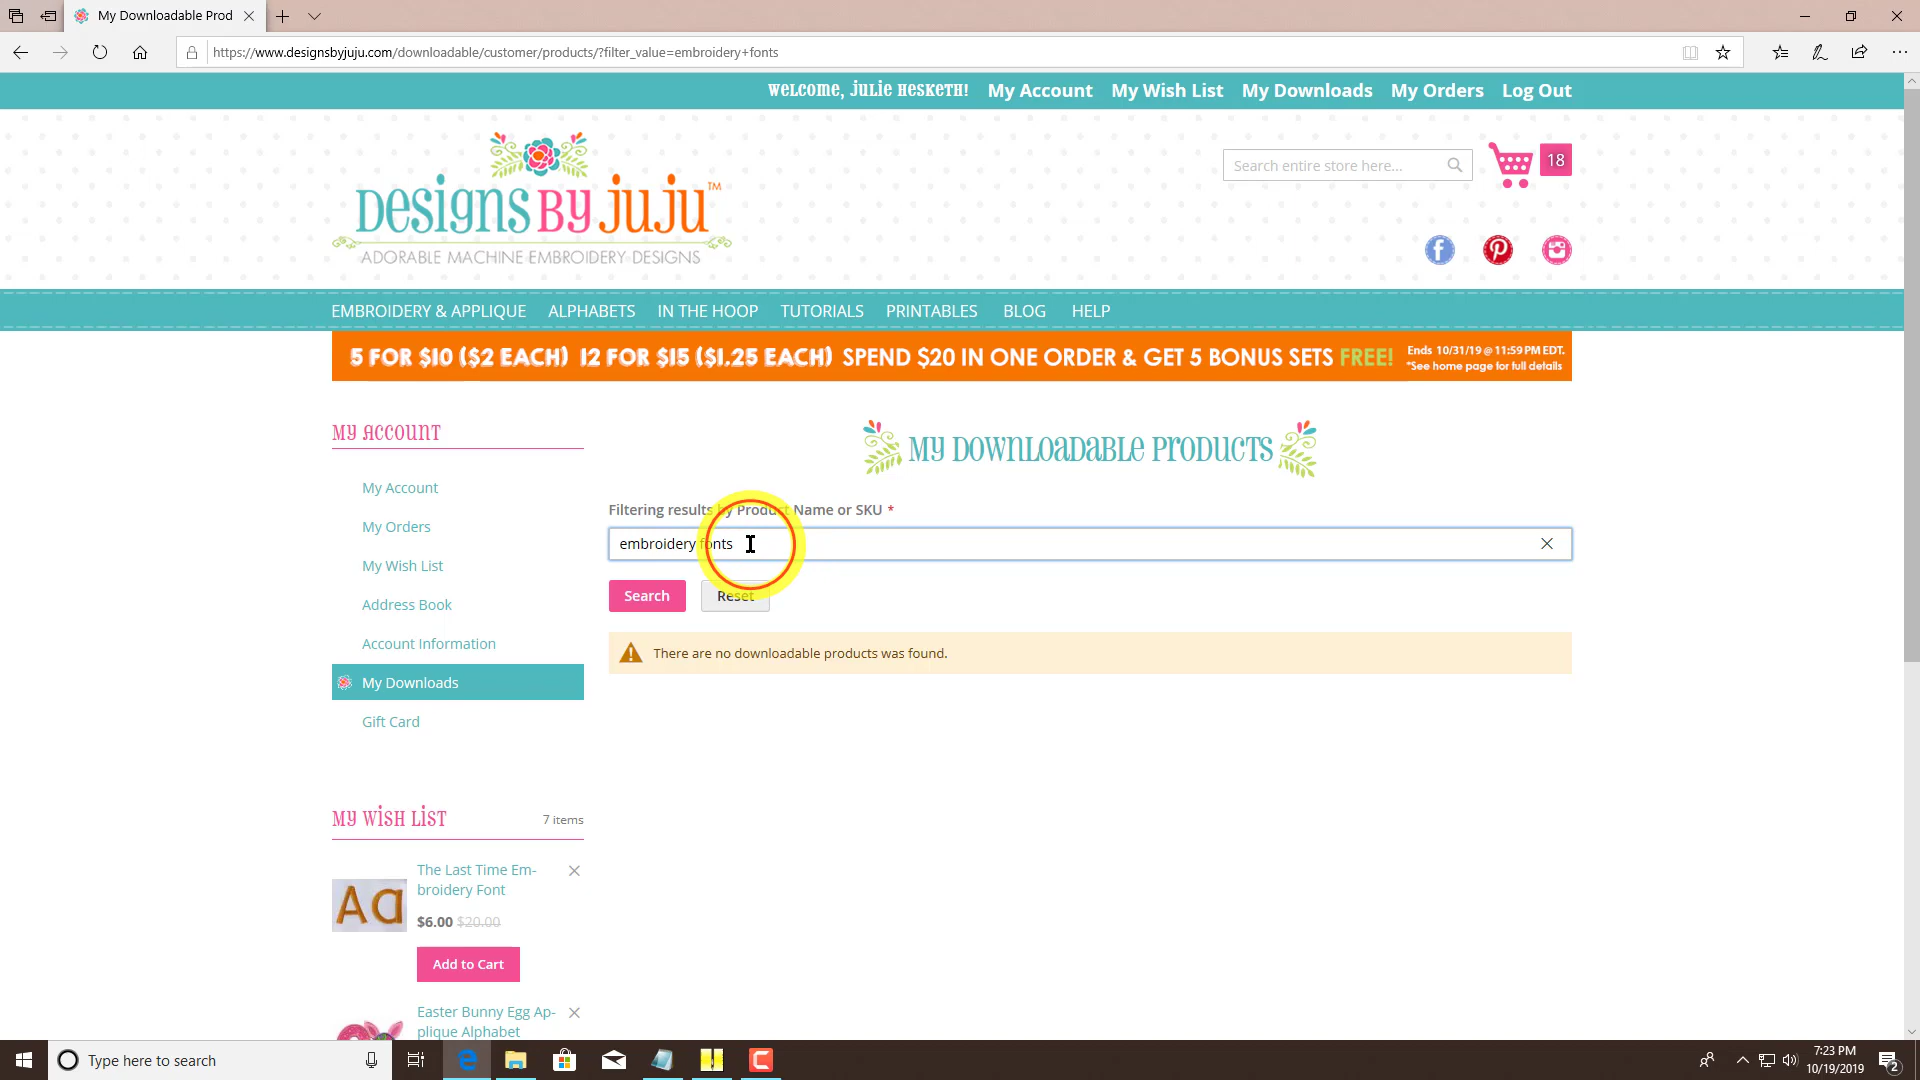 My Downloadable Prod
https://www.designsbyjuju.com/downloadable/customer/products/?filter_value=embroidery+fonts
Welcome, Julie Hesketh! My Account My Wish List My Downloads My Orders Log Out
Designs By JuJu™
ADORABLE MACHINE EMBROIDERY DESIGNS
Search entire store here...
18
EMBROIDERY & APPLIQUE ALPHABETS IN THE HOOP TUTORIALS PRINTABLES BLOG HELP
5 FOR $10 ($2 EACH) 12 FOR $15 ($1.25 EACH) SPEND $20 IN ONE ORDER & GET 5 BONUS SETS FREE!
Ends 10/31/19 @ 11:59 PM EDT.
*See home page for full details
My Account
My Account
My Orders
My Wish List
Address Book
Account Information
My Downloads
Gift Card
My Downloadable Products
Filtering results by Product Name or SKU *
embroidery fonts
Search Reset
There are no downloadable products was found.
My Wish List 7 items
Aa
The Last Time Em-
broidery Font
$6.00 $20.00
Add to Cart
Easter Bunny Egg Ap-
plique Alphabet
Type here to search
7:23 PM
10/19/2019
2